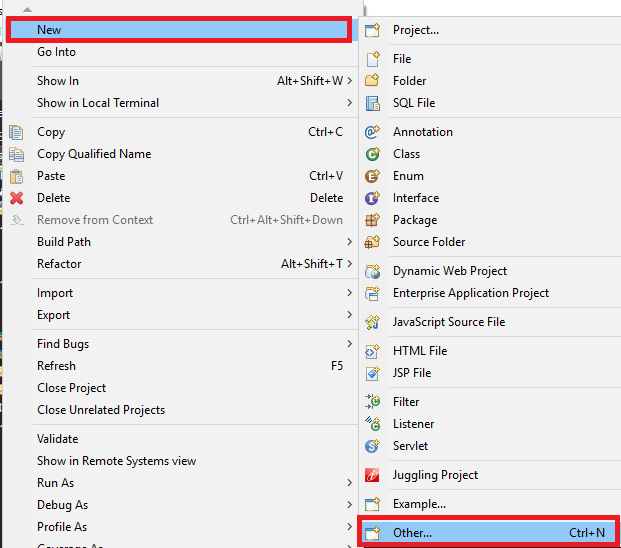 New
Go Into
Show In Alt+Shift+W >
Show in Local Terminal >
Copy Ctrl+C
Copy Qualified Name
Paste Ctrl+V
Delete Delete
Remove from Context Ctrl+Alt+Shift+Down
Build Path >
Refactor Alt+Shift+T >
Import >
Export >
Find Bugs >
Refresh F5
Close Project
Close Unrelated Projects
Validate
Show in Remote Systems view
Run As >
Debug As >
Profile As >
Coverage As >
Project...
File
Folder
SQL File
Annotation
Class
Enum
Interface
Package
Source Folder
Dynamic Web Project
Enterprise Application Project
JavaScript Source File
HTML File
JSP File
Filter
Listener
Servlet
Juggling Project
Example...
Other... Ctrl+N